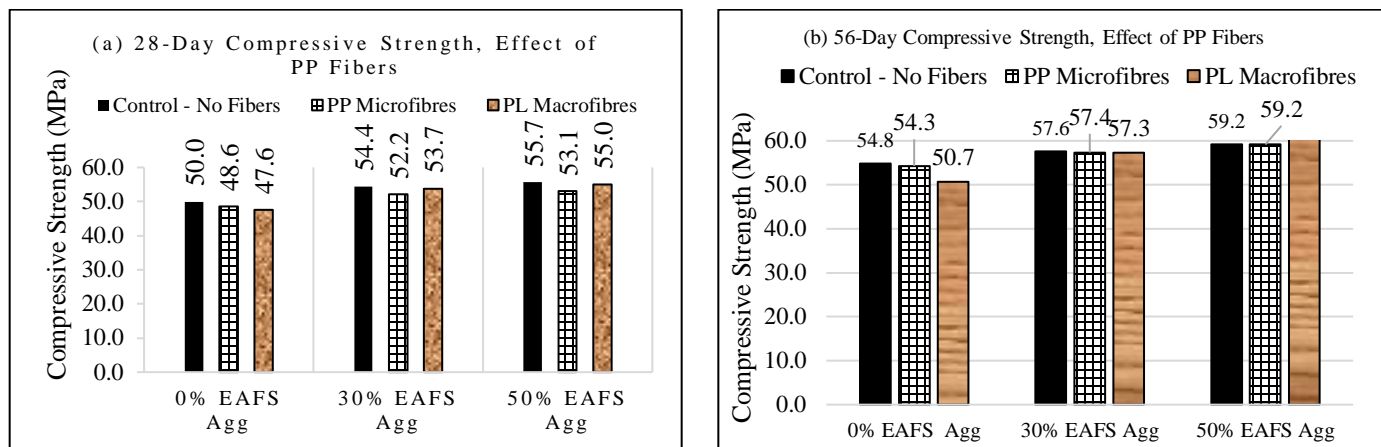 (a) 28-Day Compressive Strength, Effect of
PP Fibers
Control - No Fibers PP Microfibres PL Macrofibres
Compressive Strength (MPa)
60.0
50.0
40.0
30.0
20.0
10.0
0.0
50.0 48.6 47.6 54.4 52.2 53.7 55.7 53.1 55.0
0% EAFS 30% EAFS 50% EAFS
Agg Agg Agg
(b) 56-Day Compressive Strength, Effect of PP Fibers
Control - No Fibers PP Microfibres PL Macrofibres
Compressive Strength (MPa)
60.0
50.0
40.0
30.0
20.0
10.0
0.0
54.8 54.3 50.7 57.6 57.4 57.3 59.2 59.2
0% EAFS Agg 30% EAFS Agg 50% EAFS Agg